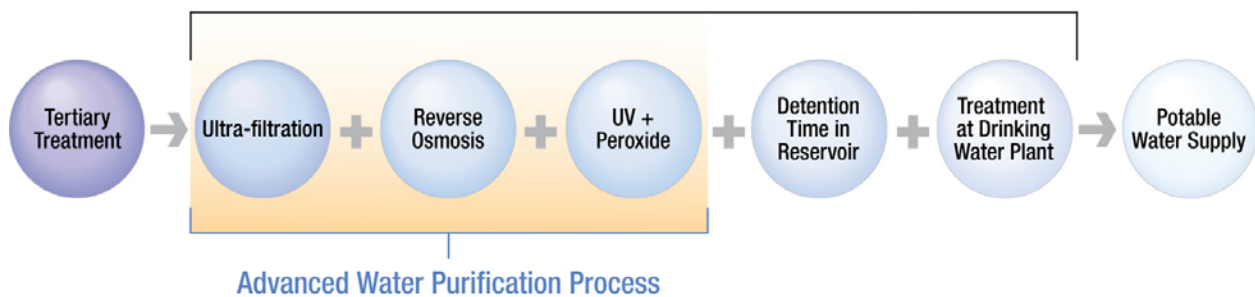 Tertiary
Treatment
Ultra-filtration
Reverse
Osmosis
UV +
Peroxide
Detention
Time in
Reservoir
Treatment
at Drinking
Water Plant
Potable
Water Supply
Advanced Water Purification Process